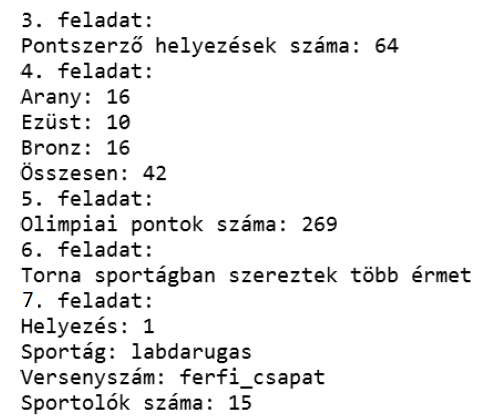 3. feladat:
Pontszerző helyezések száma: 64
4. feladat:
Arany: 16
Ezüst: 10
Bronz: 16
Összesen: 42
5. feladat:
Olimpiai pontok száma: 269
6. feladat:
Torna sportágban szereztek több érmet
7. feladat:
Helyezés: 1
Sportág: labdarugas
Versenyszám: ferfi_csapat
Sportolók száma: 15